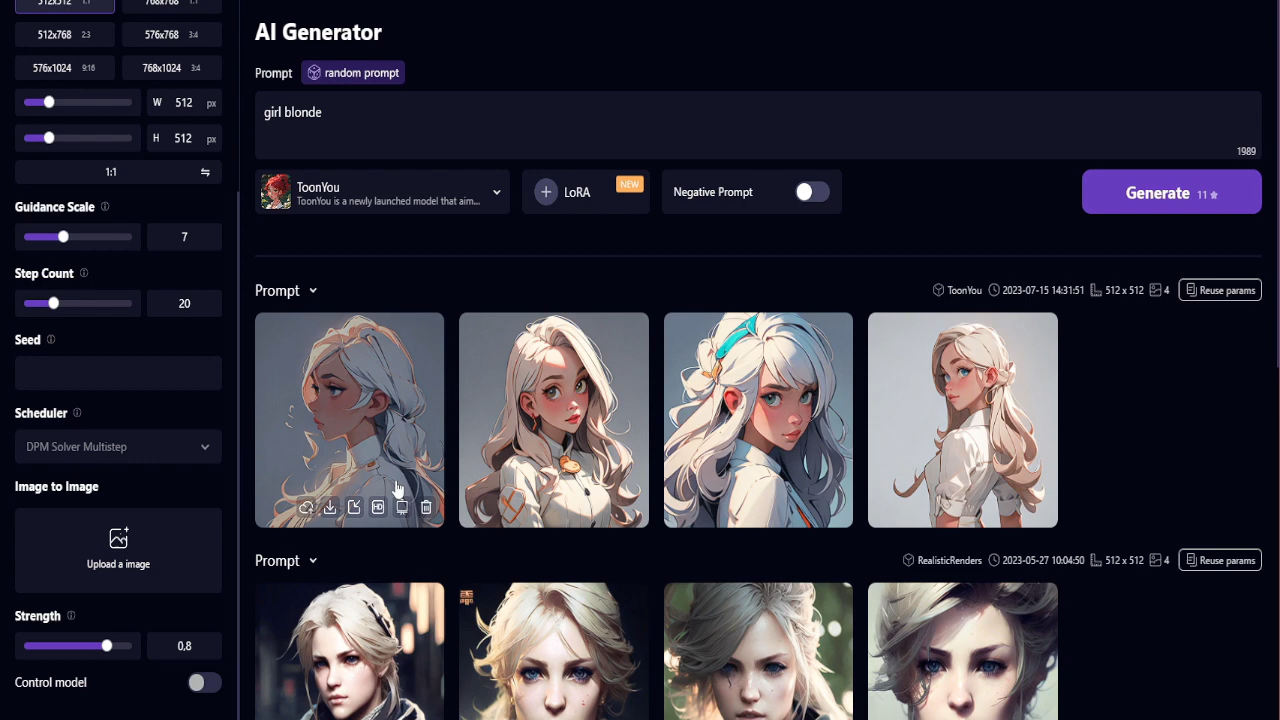 512x512 1:1
768x768 1:1
512x768 2:3
576x768 3:4
576x1024 9:16
768x1024 3:4
W 512 px
H 512 px
1:1
Guidance Scale
7
Step Count
20
Seed
Scheduler
DPM Solver Multistep
Image to Image
Upload a image
Strength
0,8
Control model
AI Generator
Prompt random prompt
girl blonde
1989
ToonYou
ToonYou is a newly launched model that aim...
LoRA NEW
Negative Prompt
Generate 11
Prompt
ToonYou 2023-07-15 14:31:51 512 x 512 4 Reuse params
HD
Prompt
RealisticRenders 2023-05-27 10:04:50 512 x 512 4 Reuse params